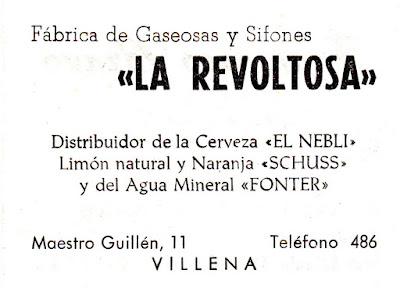 Fábrica de Gaseosas y Sifones
«LA REVOLTOSA»
Distribuidor de la Cerveza «EL NEBLI»
Limón natural y Naranja «SCHUSS»
y del Agua Mineral «FONTER»
Maestro Guillén, 11 Teléfono 486
VILLENA